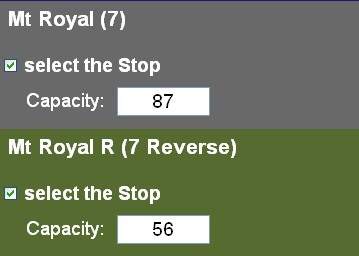 Mt Royal (7)
select the Stop
Capacity: 87
Mt Royal R (7 Reverse)
select the Stop
Capacity: 56